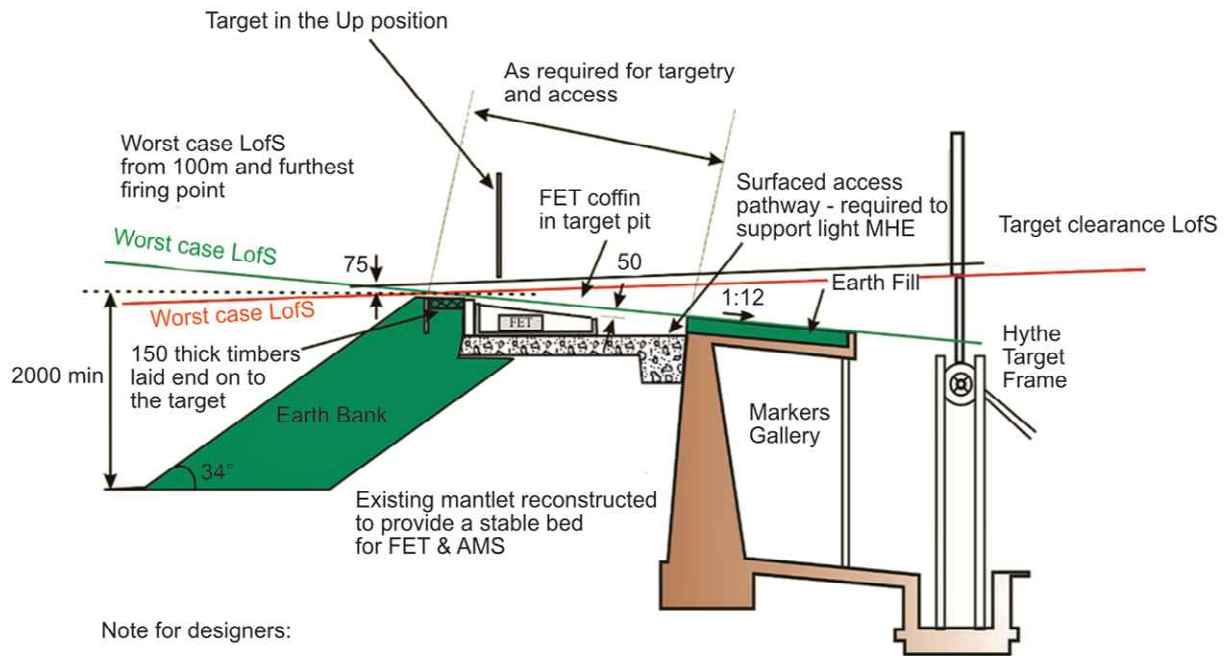 Target in the Up position
As required for targetry
and access
Worst case LofS
from 100m and furthest
firing point
FET coffin
in target pit
Surfaced access
pathway - required to
support light MHE
Target clearance LofS
Worst case LofS
75
50
Earth Fill
1:12
Worst case LofS
FET
150 thick timbers
laid end on to
the target
2000 min
Hythe
Target
Frame
Earth Bank
Markers
Gallery
34°
Existing mantlet reconstructed
to provide a stable bed
for FET & AMS
Note for designers: